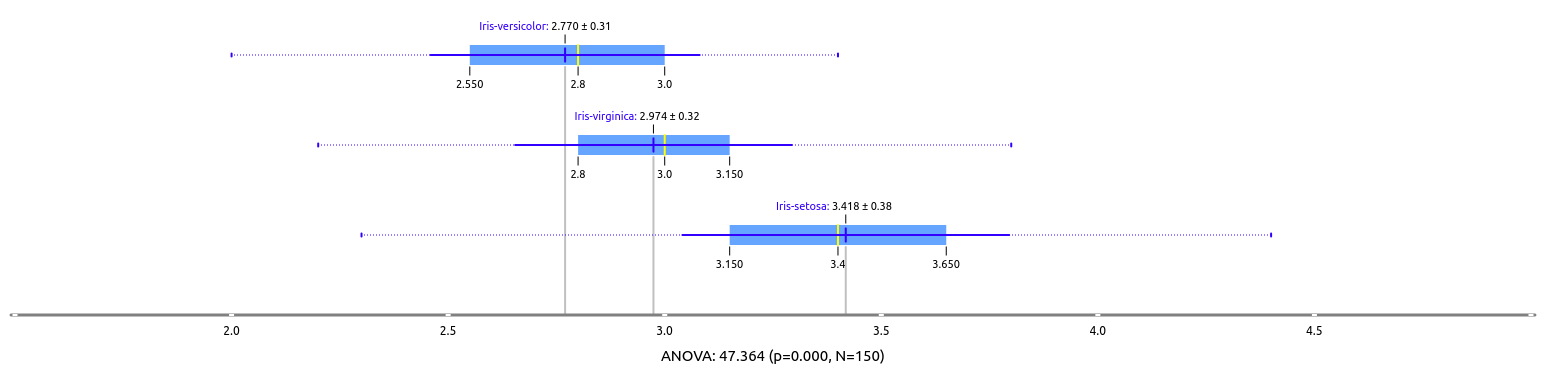 Iris-versicolor: 2.770 ± 0.31
2.550 2.8 3.0
Iris-virginica: 2.974 ± 0.32
2.8 3.0 3.150
Iris-setosa: 3.418 ± 0.38
3.150 3.4 3.650
2.0 2.5 3.0 3.5 4.0 4.5
ANOVA: 47.364 (p=0.000, N=150)